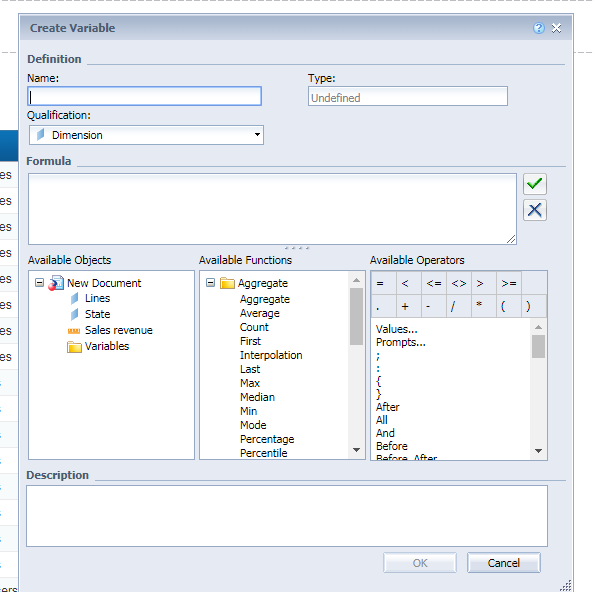 Create Variable
Definition
Name:
Type:
Undefined
Qualification:
Dimension
Formula
Available Objects
New Document
Lines
State
Sales revenue
Variables
Available Functions
Aggregate
Aggregate
Average
Count
First
Interpolation
Last
Max
Median
Min
Mode
Percentage
Percentile
Available Operators
= < <= <> > >=
. + - / * ( )
Values...
Prompts...
;
:
{
}
After
All
And
Before
Before_After
Description
OK
Cancel
es
es
es
es
es
es
es
es
ers